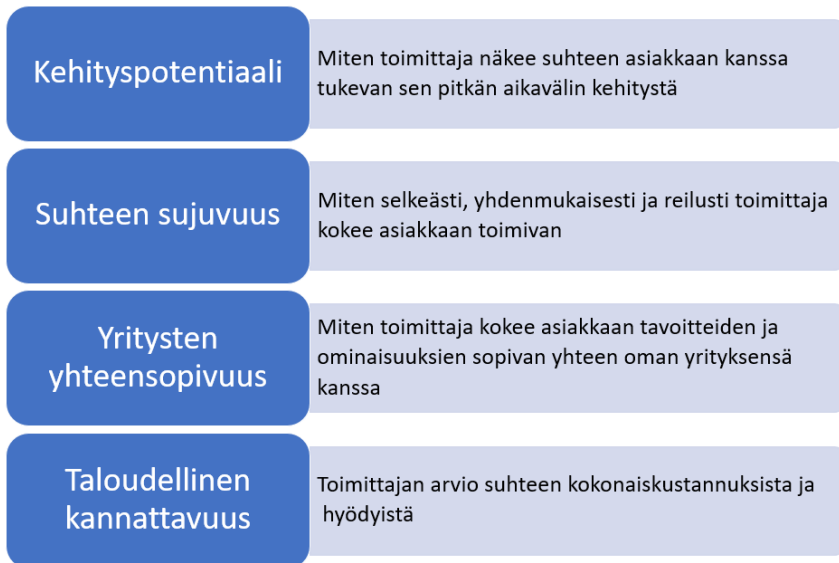 Kehityspotentiaali
Miten toimittaja näkee suhteen asiakkaan kanssa
tukevan sen pitkän aikavälin kehitystä
Suhteen sujuvuus
Miten selkeästi, yhdenmukaisesti ja reilusti toimittaja
kokee asiakkaan toimivan
Yritysten
yhteensopivuus
Miten toimittaja kokee asiakkaan tavoitteiden ja
ominaisuuksien sopivan yhteen oman yrityksensä
kanssa
Taloudellinen
kannattavuus
Toimittajan arvio suhteen kokonaiskustannuksista ja
hyödyistä